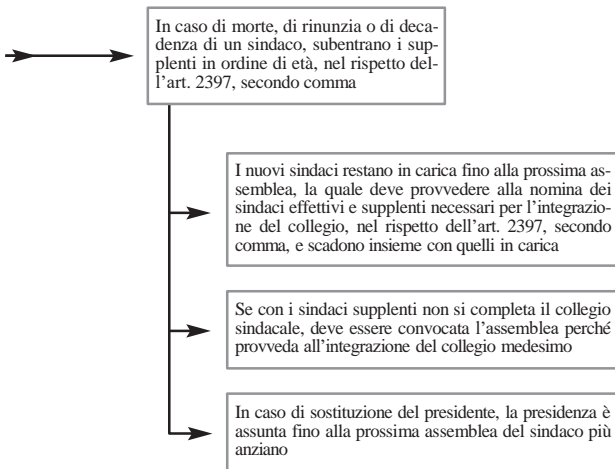 In caso di morte, di rinunzia o di deca-
denza di un sindaco, subentrano i sup-
plenti in ordine di età, nel rispetto del-
l’art. 2397, secondo comma
I nuovi sindaci restano in carica fino alla prossima as-
semblea, la quale deve provvedere alla nomina dei
sindaci effettivi e supplenti necessari per l’integrazio-
ne del collegio, nel rispetto dell’art. 2397, secondo
comma, e scadono insieme con quelli in carica
Se con i sindaci supplenti non si completa il collegio
sindacale, deve essere convocata l’assemblea perché
provveda all’integrazione del collegio medesimo
In caso di sostituzione del presidente, la presidenza è
assunta fino alla prossima assemblea del sindaco più
anziano